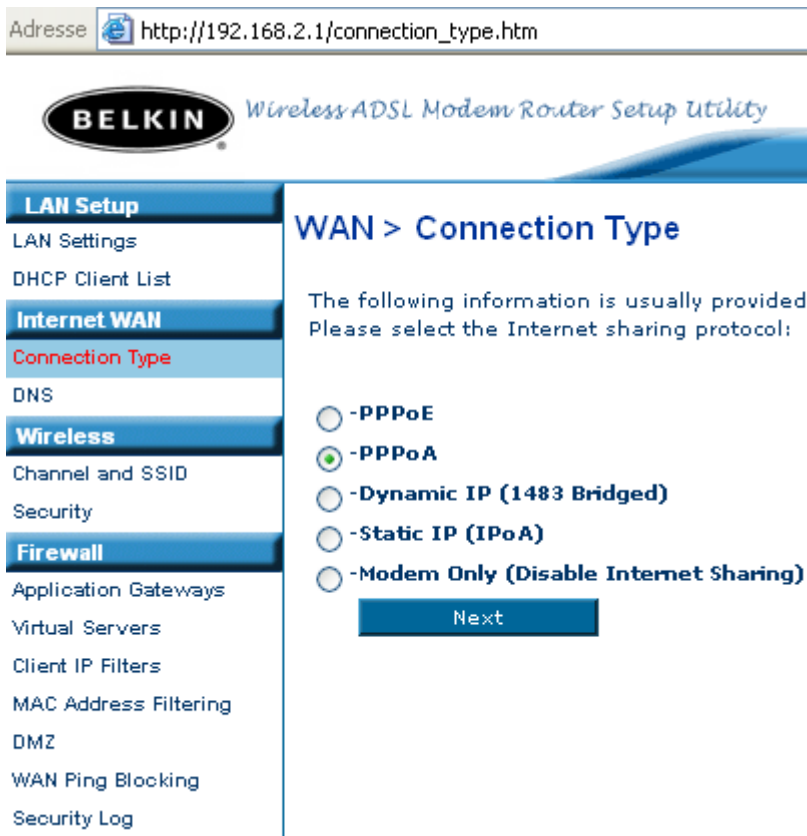 Adresse http://192.168.2.1/connection_type.htm
BELKIN
Wireless ADSL Modem Router Setup Utility
LAN Setup
LAN Settings
DHCP Client List
Internet WAN
Connection Type
DNS
Wireless
Channel and SSID
Security
Firewall
Application Gateways
Virtual Servers
Client IP Filters
MAC Address Filtering
DMZ
WAN Ping Blocking
Security Log
WAN > Connection Type
The following information is usually provided
Please select the Internet sharing protocol:
-PPPoE
-PPPoA
-Dynamic IP (1483 Bridged)
-Static IP (IPoA)
-Modem Only (Disable Internet Sharing)
Next